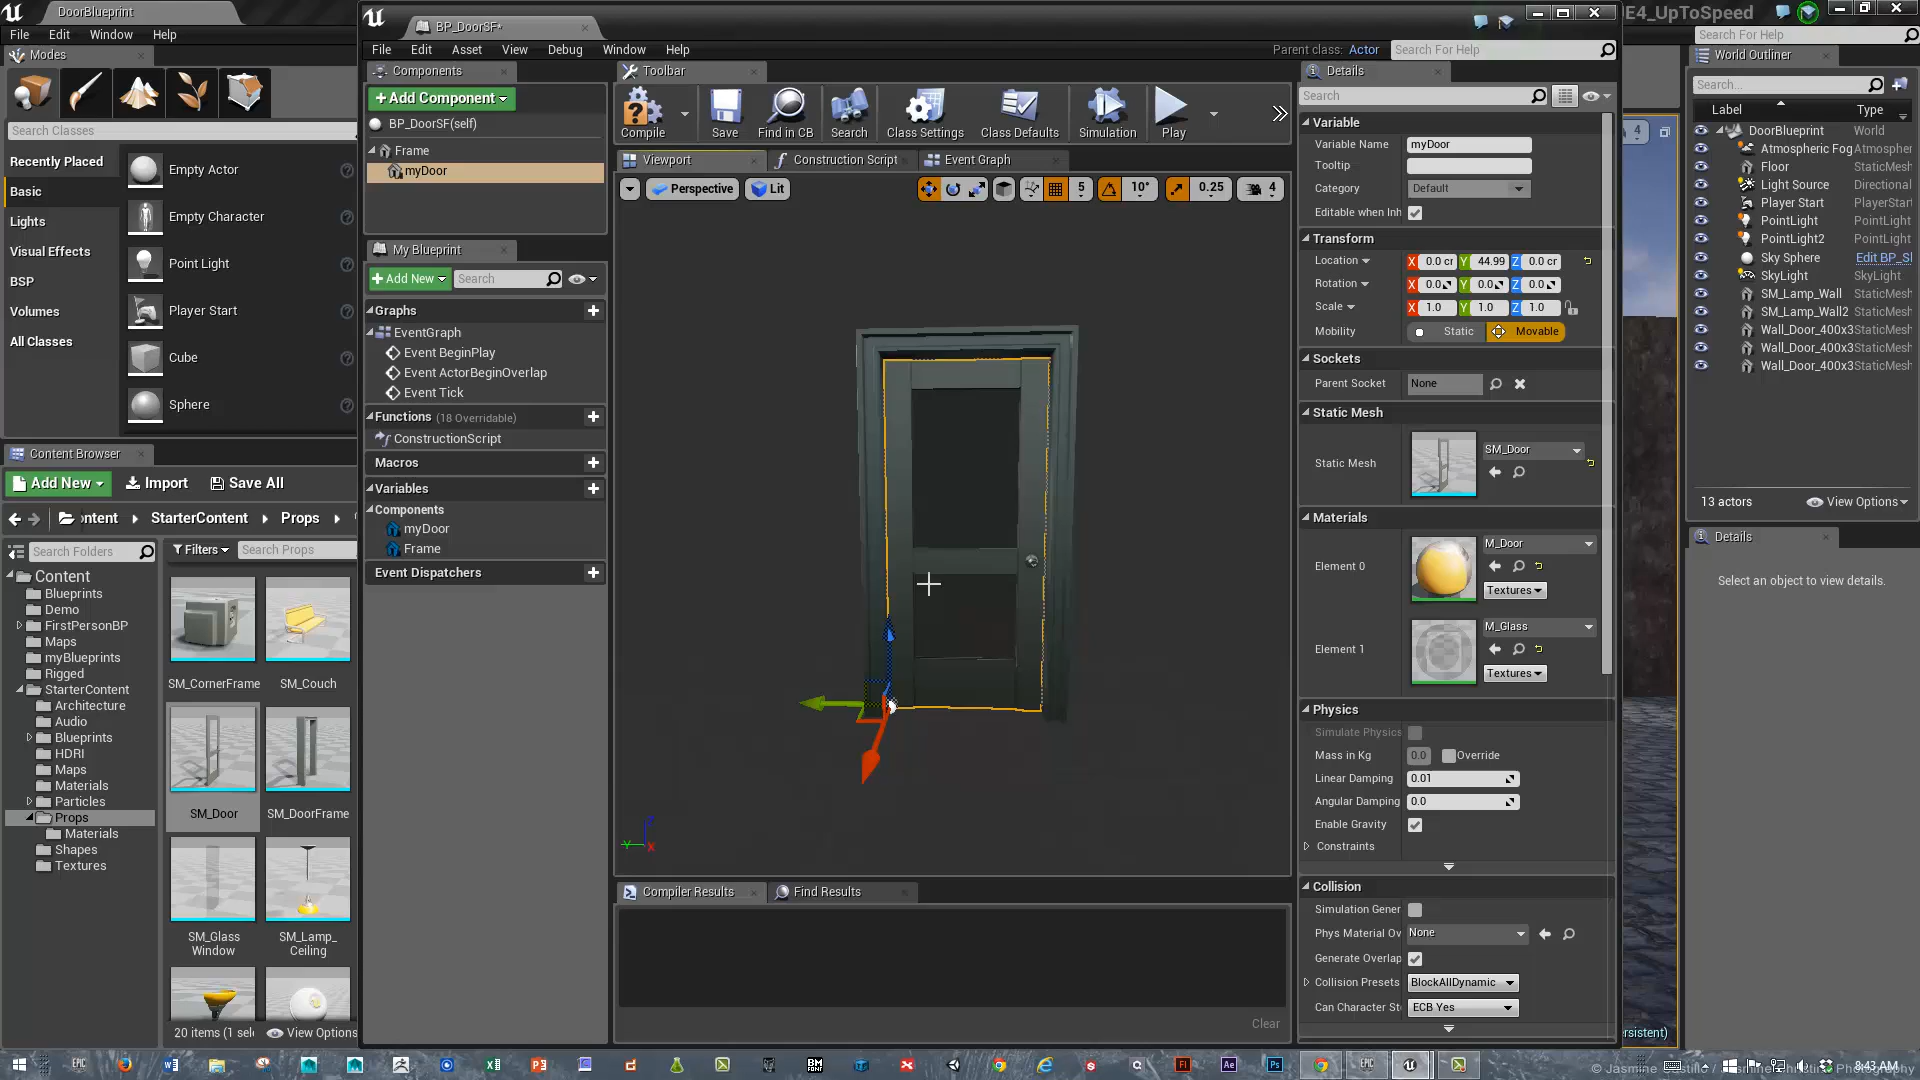 DoorBlueprint
File Edit Window Help
Modes
Search Classes
Recently Placed
Basic
Lights
Visual Effects
BSP
Volumes
All Classes
Empty Actor
Empty Character
Point Light
Player Start
Cube
Sphere
Content Browser
Add New Import Save All
ontent StarterContent Props
Search Folders
Filters Search Props
Content
Blueprints
Demo
FirstPersonBP
Maps
myBlueprints
Rigged
StarterContent
Architecture
Audio
Blueprints
HDRI
Maps
Materials
Particles
Props
Materials
Shapes
Textures
SM_CornerFrame SM_Couch
SM_Door SM_DoorFrame
SM_Glass Window
SM_Lamp_ Ceiling
20 items (1 sele View Options
BP_DoorSF*
File Edit Asset View Debug Window Help
Parent class: Actor Search For Help
Components
Add Component
BP_DoorSF(self)
Frame
myDoor
My Blueprint
Add New Search
Graphs
EventGraph
Event BeginPlay
Event ActorBeginOverlap
Event Tick
Functions (18 Overridable)
ConstructionScript
Macros
Variables
Components
myDoor
Frame
Event Dispatchers
Toolbar
Compile Save Find in CB Search Class Settings Class Defaults Simulation Play
Viewport Construction Script Event Graph
Perspective Lit 5 10° 0.25 4
Z
Y
X
Compiler Results Find Results
Clear
Details
Search
Variable
Variable Name myDoor
Tooltip
Category Default
Editable when Inh
Transform
Location X 0.0 cr Y 44.99 Z 0.0 cr
Rotation X 0.0 Y 0.0 Z 0.0
Scale X 1.0 Y 1.0 Z 1.0
Mobility Static Movable
Sockets
Parent Socket None
Static Mesh
Static Mesh SM_Door
Materials
Element 0 M_Door
Textures
Element 1 M_Glass
Textures
Physics
Simulate Physics
Mass in Kg 0.0 Override
Linear Damping 0.01
Angular Damping 0.0
Enable Gravity
Constraints
Collision
Simulation Gener
Phys Material Ov None
Generate Overlap
Collision Presets BlockAllDynamic
Can Character St ECB Yes
E4_UpToSpeed
Search For Help
World Outliner
Search...
Label Type
DoorBlueprint World
Atmospheric Fog Atmosphere
Floor StaticMesh
Light Source Directional
Player Start PlayerStart
PointLight PointLight
PointLight2 PointLight
Sky Sphere Edit BP_Sl
SkyLight SkyLight
SM_Lamp_Wall StaticMesh
SM_Lamp_Wall2 StaticMesh
Wall_Door_400x3 StaticMesh
Wall_Door_400x3 StaticMesh
Wall_Door_400x3 StaticMesh
13 actors View Options
Details
Select an object to view details.
4
rsistent)
8:43 AM